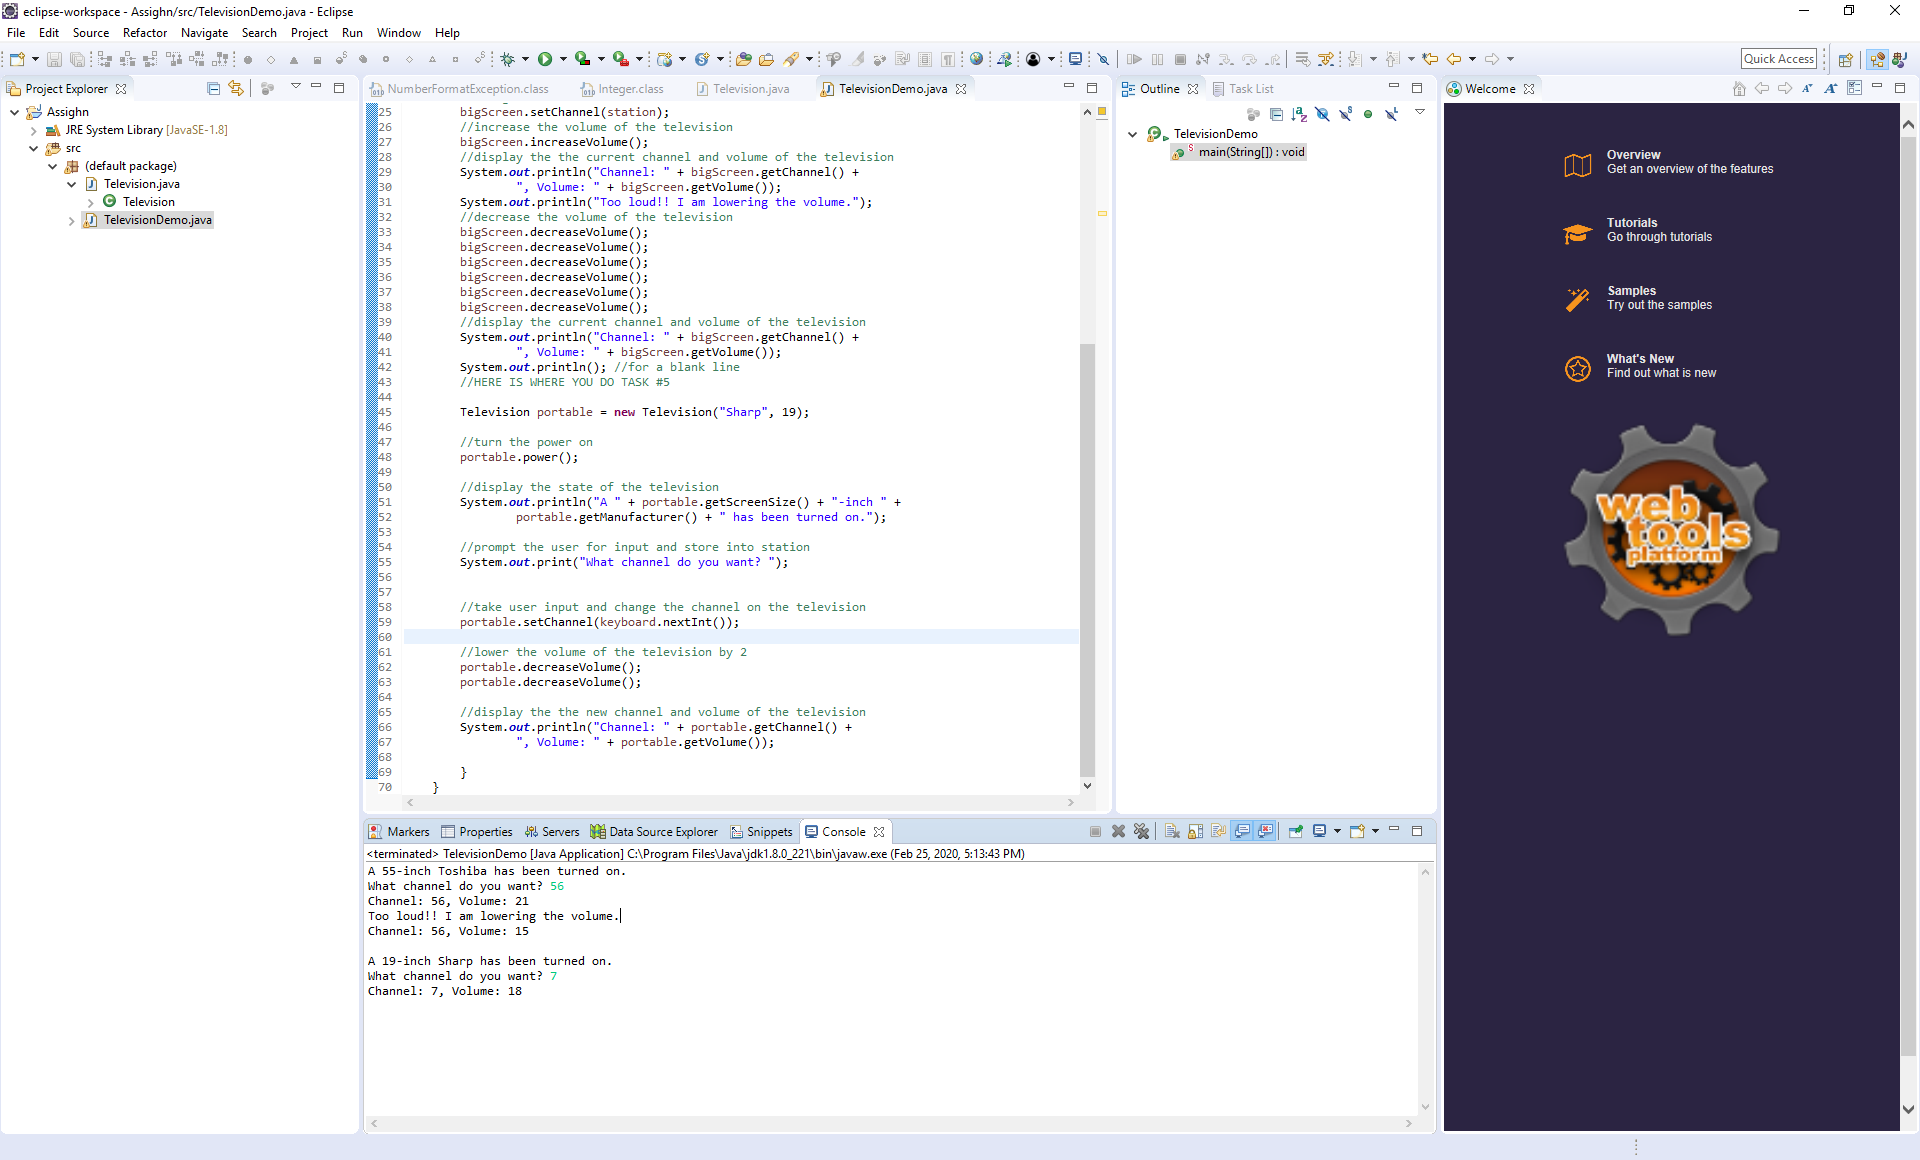 eclipse-workspace - Assighn/src/TelevisionDemo.java - Eclipse
File Edit Source Refactor Navigate Search Project Run Window Help
Quick Access
Project Explorer
Assighn
JRE System Library [JavaSE-1.8]
src
(default package)
Television.java
Television
TelevisionDemo.java
NumberFormatException.class Integer.class Television.java TelevisionDemo.java
25 bigScreen.setChannel(station);
26 //increase the volume of the television
27 bigScreen.increaseVolume();
28 //display the the current channel and volume of the television
29 System.out.println("Channel: " + bigScreen.getChannel() +
30 ", Volume: " + bigScreen.getVolume());
31 System.out.println("Too loud!! I am lowering the volume.");
32 //decrease the volume of the television
33 bigScreen.decreaseVolume();
34 bigScreen.decreaseVolume();
35 bigScreen.decreaseVolume();
36 bigScreen.decreaseVolume();
37 bigScreen.decreaseVolume();
38 bigScreen.decreaseVolume();
39 //display the current channel and volume of the television
40 System.out.println("Channel: " + bigScreen.getChannel() +
41 ", Volume: " + bigScreen.getVolume());
42 System.out.println(); //for a blank line
43 //HERE IS WHERE YOU DO TASK #5
44
45 Television portable = new Television("Sharp", 19);
46
47 //turn the power on
48 portable.power();
49
50 //display the state of the television
51 System.out.println("A " + portable.getScreenSize() + "-inch " +
52 portable.getManufacturer() + " has been turned on.");
53
54 //prompt the user for input and store into station
55 System.out.print("What channel do you want? ");
56
57
58 //take user input and change the channel on the television
59 portable.setChannel(keyboard.nextInt());
60
61 //lower the volume of the television by 2
62 portable.decreaseVolume();
63 portable.decreaseVolume();
64
65 //display the the new channel and volume of the television
66 System.out.println("Channel: " + portable.getChannel() +
67 ", Volume: " + portable.getVolume());
68
69 }
70 }
Outline Task List
TelevisionDemo
main(String[]) : void
Welcome
Overview
Get an overview of the features
Tutorials
Go through tutorials
Samples
Try out the samples
What's New
Find out what is new
web
tools
platform
Markers Properties Servers Data Source Explorer Snippets Console
<terminated> TelevisionDemo [Java Application] C:\Program Files\Java\jdk1.8.0_221\bin\javaw.exe (Feb 25, 2020, 5:13:43 PM)
A 55-inch Toshiba has been turned on.
What channel do you want? 56
Channel: 56, Volume: 21
Too loud!! I am lowering the volume.
Channel: 56, Volume: 15
A 19-inch Sharp has been turned on.
What channel do you want? 7
Channel: 7, Volume: 18